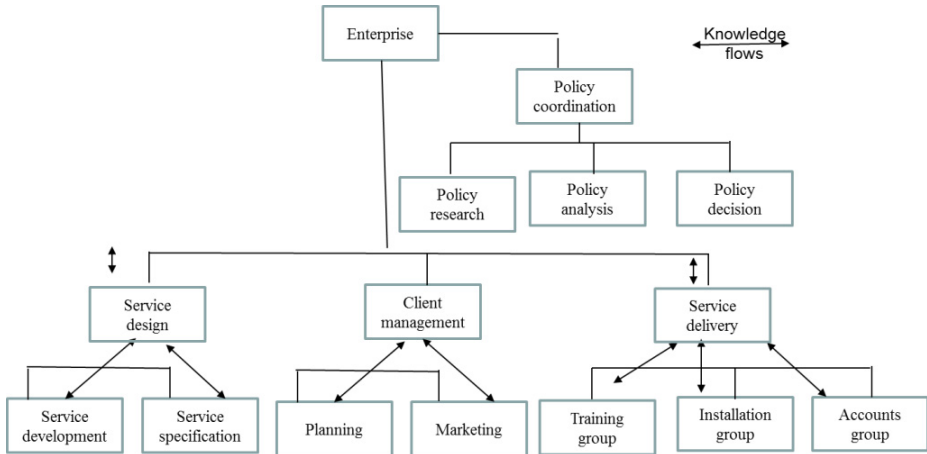 Enterprise
Knowledge
flows
Policy
coordination
Policy
research
Policy
analysis
Policy
decision
Service
design
Client
management
Service
delivery
Service
development
Service
specification
Planning
Marketing
Training
group
Installation
group
Accounts
group